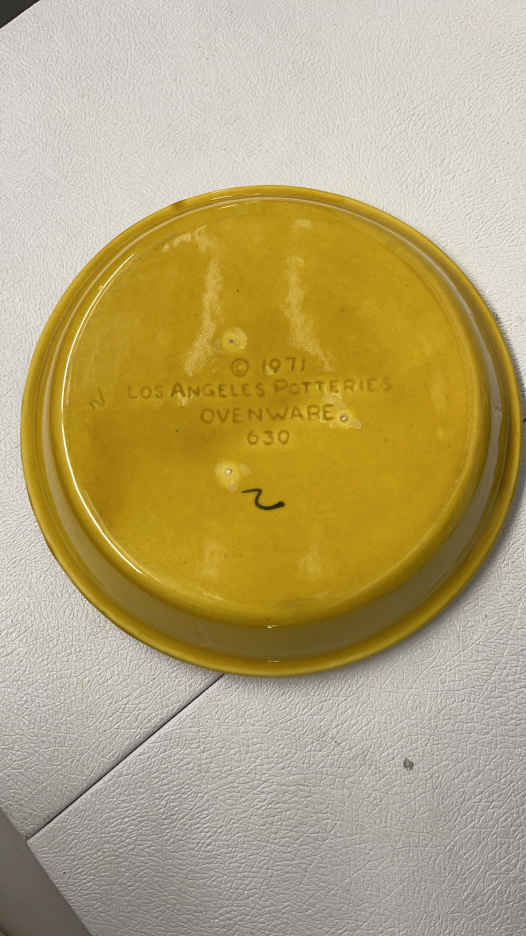 © 1971
LOS ANGELES POTTERIES
OVENWARE
630